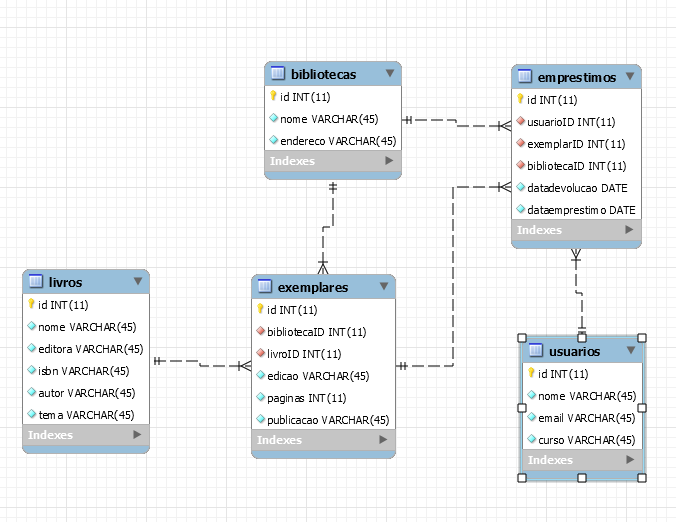 bibliotecas
id INT(11)
nome VARCHAR(45)
endereco VARCHAR(45)
Indexes
emprestimos
id INT(11)
usuarioID INT(11)
exemplarID INT(11)
bibliotecaID INT(11)
datadevolucao DATE
dataemprestimo DATE
Indexes
livros
id INT(11)
nome VARCHAR(45)
editora VARCHAR(45)
isbn VARCHAR(45)
autor VARCHAR(45)
tema VARCHAR(45)
Indexes
exemplares
id INT(11)
bibliotecaID INT(11)
livroID INT(11)
edicao VARCHAR(45)
paginas INT(11)
publicacao VARCHAR(45)
Indexes
usuarios
id INT(11)
nome VARCHAR(45)
email VARCHAR(45)
curso VARCHAR(45)
Indexes